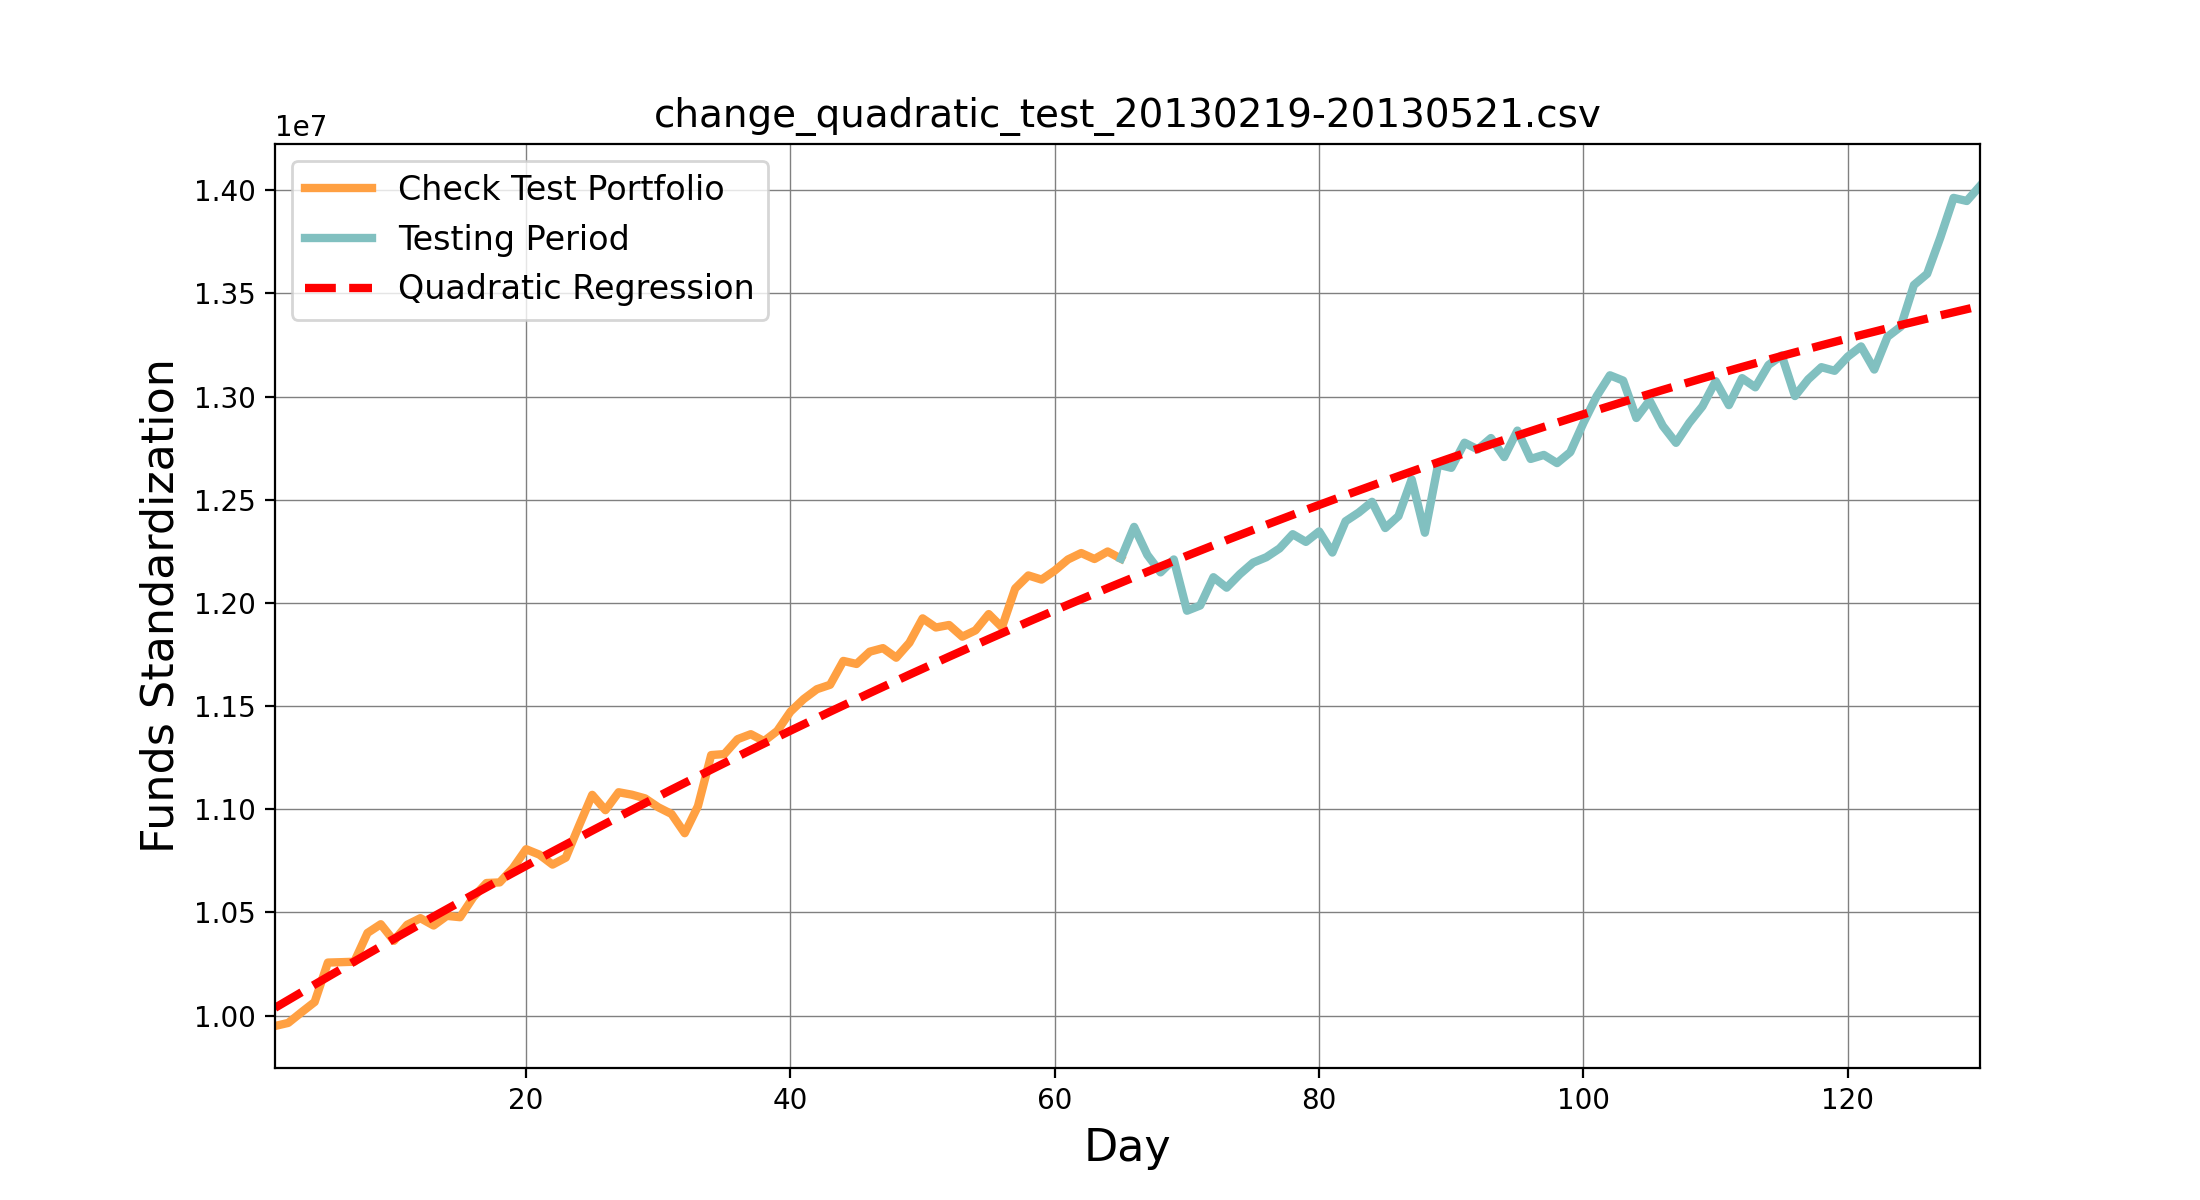 change_quadratic_test_20130219-20130521.csv
1e7
Check Test Portfolio
Testing Period
Quadratic Regression
1.40
1.35
1.30
1.25
1.20
1.15
1.10
1.05
1.00
Funds Standardization
20 40 60 80 100 120
Day